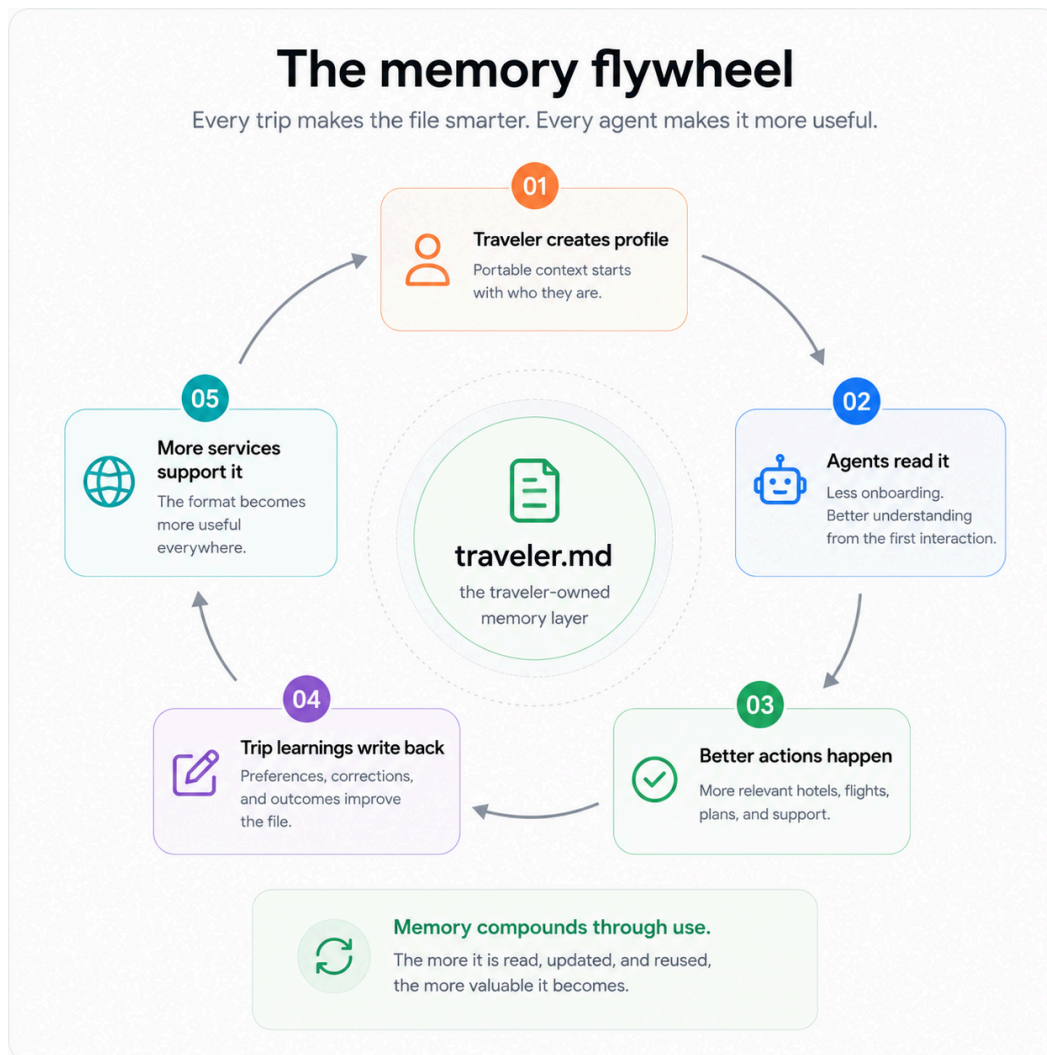 The memory flywheel
Every trip makes the file smarter. Every agent makes it more useful.
01
Traveler creates profile
Portable context starts
with who they are.
02
Agents read it
Less onboarding.
Better understanding
from the first interaction.
03
Better actions happen
More relevant hotels, flights,
plans, and support.
04
Trip learnings write back
Preferences, corrections,
and outcomes improve
the file.
05
More services
support it
The format becomes
more useful
everywhere.
traveler.md
the traveler-owned
memory layer
Memory compounds through use.
The more it is read, updated, and reused,
the more valuable it becomes.